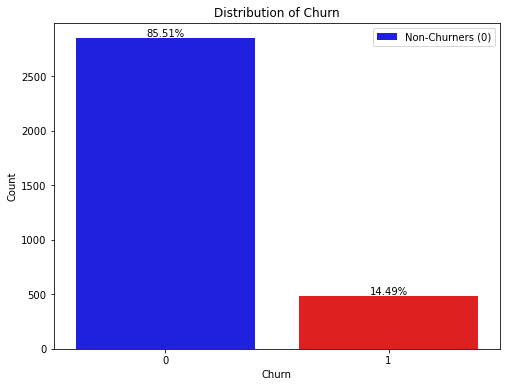 Distribution of Churn
85.51%
Non-Churners (0)
2500
2000
1500
1000
500
0
14.49%
0
1
Count
Churn